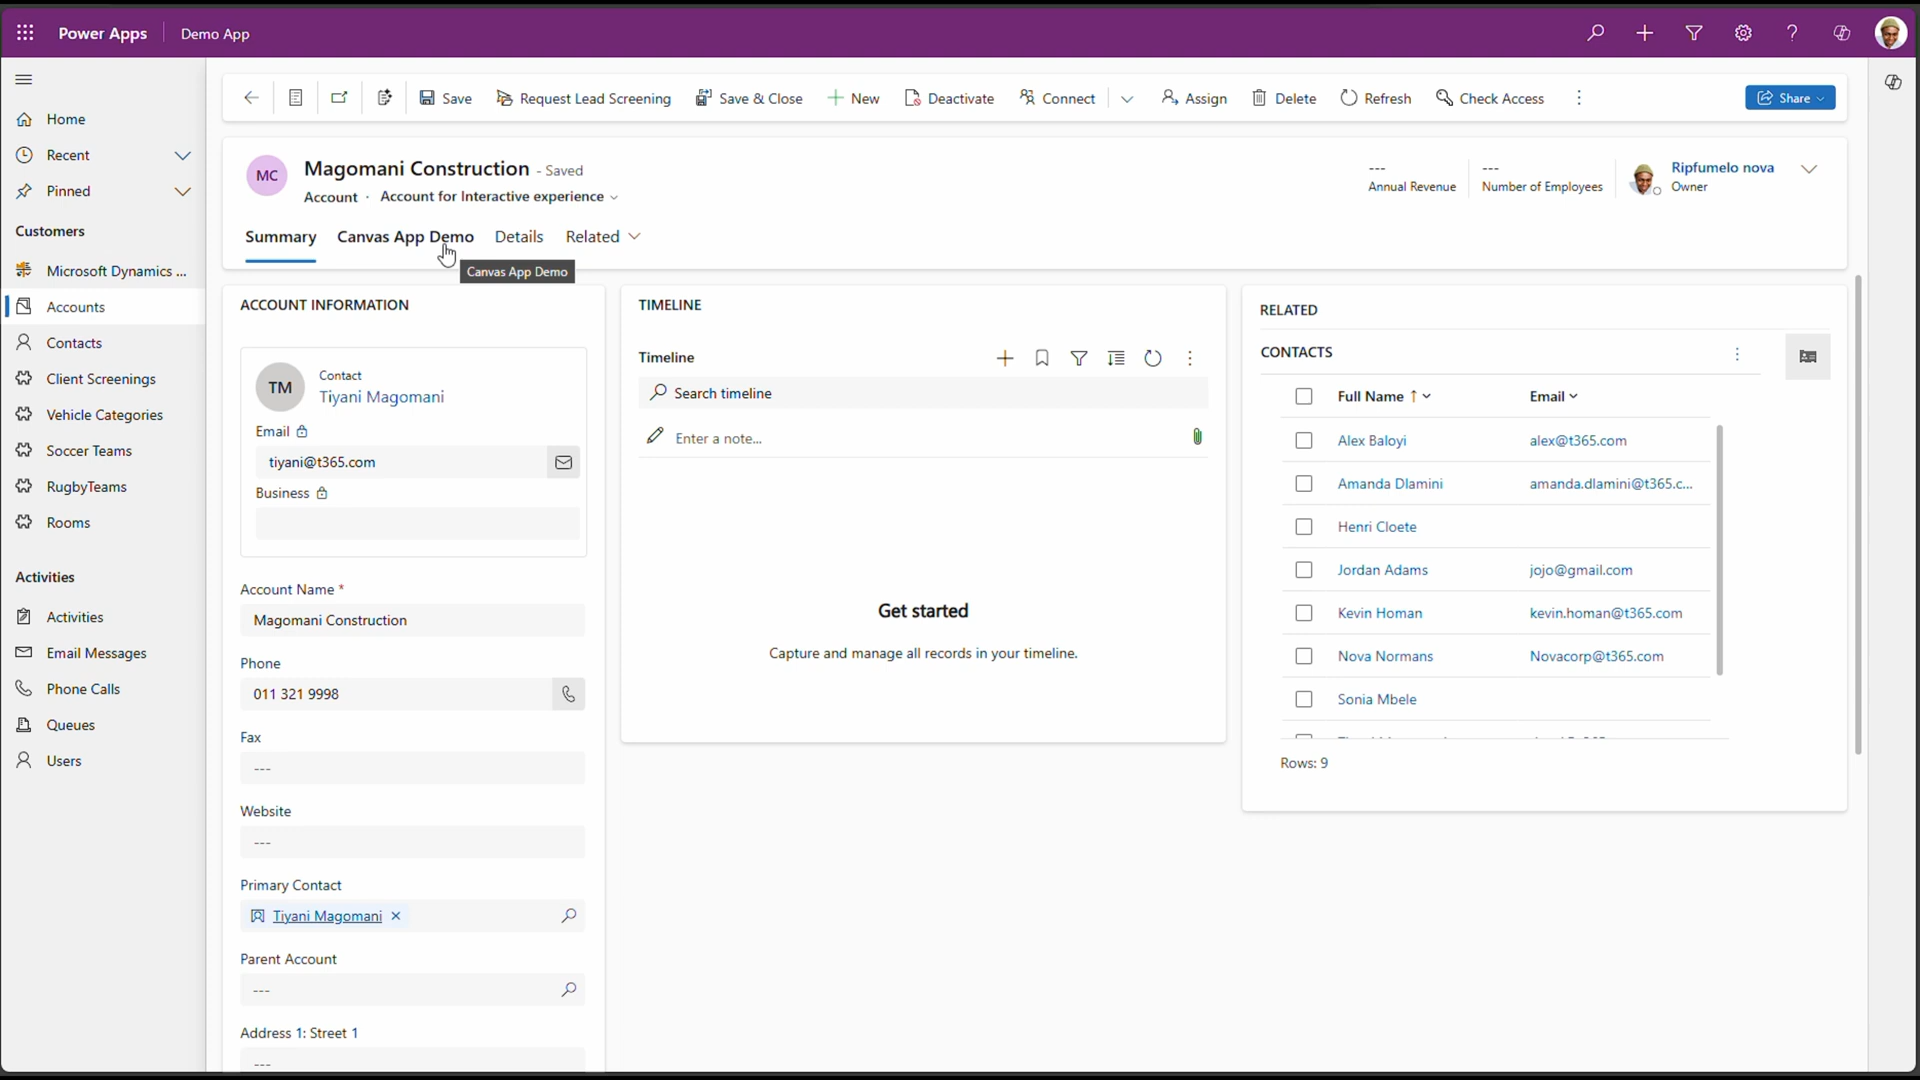 Power Apps
Demo App
Home
Recent
Pinned
Customers
Microsoft Dynamics ...
Accounts
Contacts
Client Screenings
Vehicle Categories
Soccer Teams
RugbyTeams
Rooms
Activities
Activities
Email Messages
Phone Calls
Queues
Users
Save
Request Lead Screening
Save & Close
New
Deactivate
Connect
Assign
Delete
Refresh
Check Access
Share
MC
Magomani Construction - Saved
Account · Account for Interactive experience
---
Annual Revenue
---
Number of Employees
Ripfumelo nova
Owner
Summary
Canvas App Demo
Details
Related
Canvas App Demo
ACCOUNT INFORMATION
TM
Contact
Tiyani Magomani
Email
tiyani@t365.com
Business
Account Name *
Magomani Construction
Phone
011 321 9998
Fax
---
Website
---
Primary Contact
Tiyani Magomani
Parent Account
---
Address 1: Street 1
---
TIMELINE
Timeline
Search timeline
Enter a note...
Get started
Capture and manage all records in your timeline.
RELATED
CONTACTS
Full Name ↑ Email
Alex Baloyi alex@t365.com
Amanda Dlamini amanda.dlamini@t365.c...
Henri Cloete
Jordan Adams jojo@gmail.com
Kevin Homan kevin.homan@t365.com
Nova Normans Novacorp@t365.com
Sonia Mbele
Rows: 9